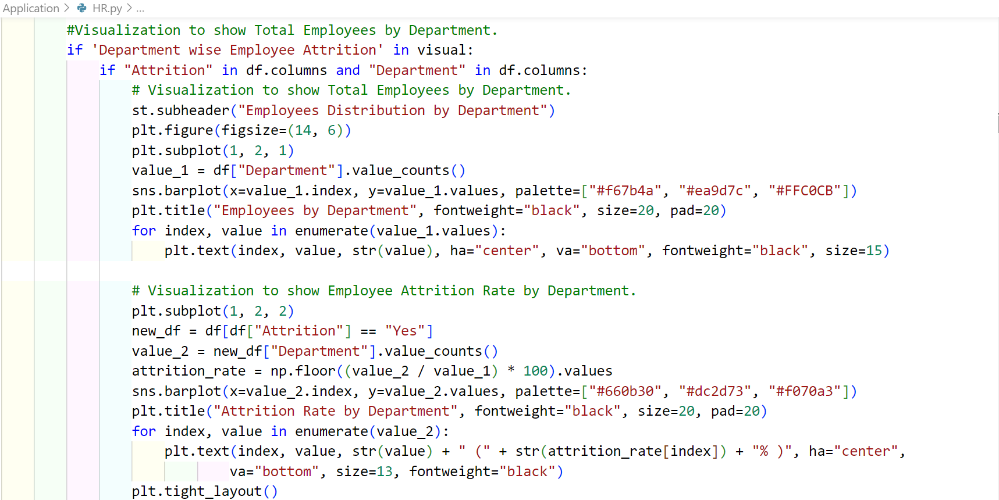 Application > HR.py > ...
#Visualization to show Total Employees by Department.
if 'Department wise Employee Attrition' in visual:
if "Attrition" in df.columns and "Department" in df.columns:
# Visualization to show Total Employees by Department.
st.subheader("Employees Distribution by Department")
plt.figure(figsize=(14, 6))
plt.subplot(1, 2, 1)
value_1 = df["Department"].value_counts()
sns.barplot(x=value_1.index, y=value_1.values, palette=["#f67b4a", "#ea9d7c", "#FFC0CB"])
plt.title("Employees by Department", fontweight="black", size=20, pad=20)
for index, value in enumerate(value_1.values):
plt.text(index, value, str(value), ha="center", va="bottom", fontweight="black", size=15)
# Visualization to show Employee Attrition Rate by Department.
plt.subplot(1, 2, 2)
new_df = df[df["Attrition"] == "Yes"]
value_2 = new_df["Department"].value_counts()
attrition_rate = np.floor((value_2 / value_1) * 100).values
sns.barplot(x=value_2.index, y=value_2.values, palette=["#660b30", "#dc2d73", "#f070a3"])
plt.title("Attrition Rate by Department", fontweight="black", size=20, pad=20)
for index, value in enumerate(value_2):
plt.text(index, value, str(value) + " (" + str(attrition_rate[index]) + "% )", ha="center",
va="bottom", size=13, fontweight="black")
plt.tight_layout()